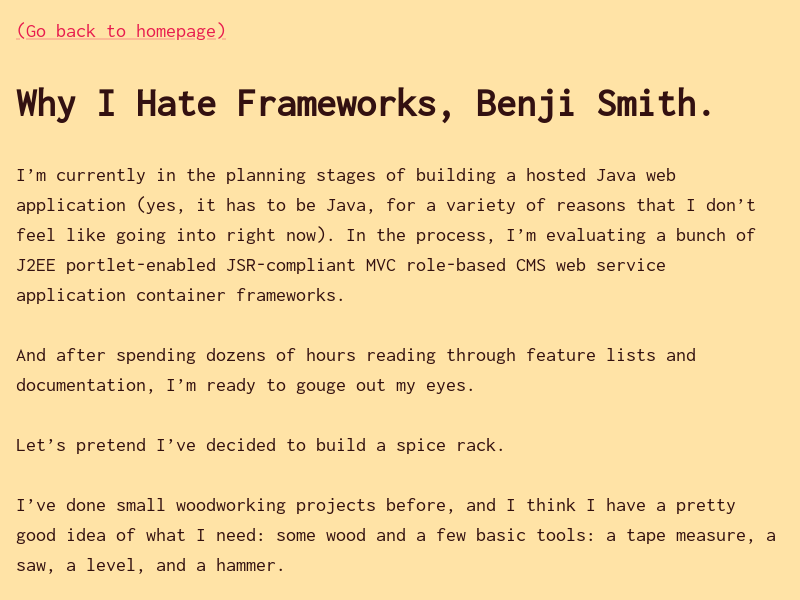 (Go back to homepage)
Why I Hate Frameworks, Benji Smith.
I’m currently in the planning stages of building a hosted Java web
application (yes, it has to be Java, for a variety of reasons that I don’t
feel like going into right now). In the process, I’m evaluating a bunch of
J2EE portlet-enabled JSR-compliant MVC role-based CMS web service
application container frameworks.
And after spending dozens of hours reading through feature lists and
documentation, I’m ready to gouge out my eyes.
Let’s pretend I’ve decided to build a spice rack.
I’ve done small woodworking projects before, and I think I have a pretty
good idea of what I need: some wood and a few basic tools: a tape measure, a
saw, a level, and a hammer.